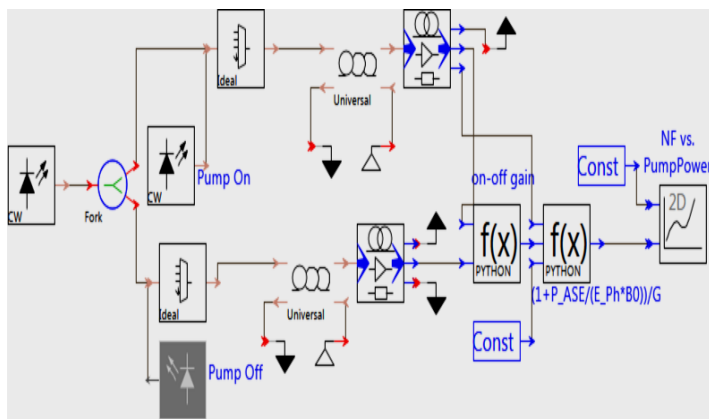 Ideal
Universal
CW
Pump On
CW
Fork
on-off gain
Const
NF vs.
PumpPower
2D
f(x)
PYTHON
f(x)
PYTHON
Ideal
Universal
(1+P_ASE/(E_Ph*B0))/G
Const
Pump Off